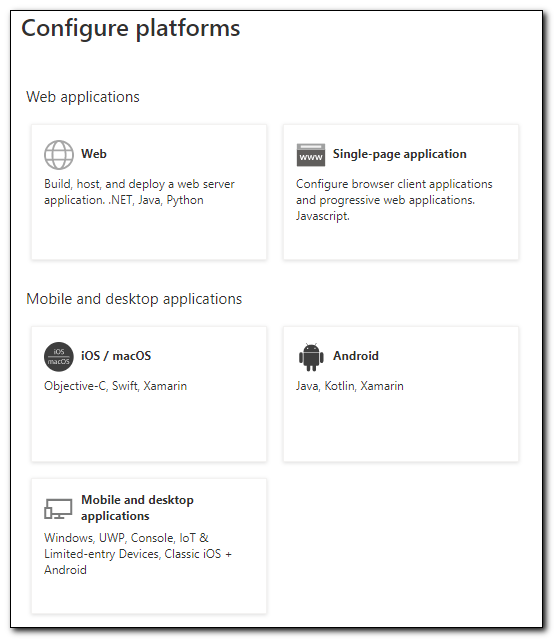 Configure platforms
Web applications
Web
Build, host, and deploy a web server
application. .NET, Java, Python
www
Single-page application
Configure browser client applications
and progressive web applications.
Javascript.
Mobile and desktop applications
iOS
macOS
iOS / macOS
Objective-C, Swift, Xamarin
Android
Java, Kotlin, Xamarin
Mobile and desktop
applications
Windows, UWP, Console, IoT &
Limited-entry Devices, Classic iOS +
Android